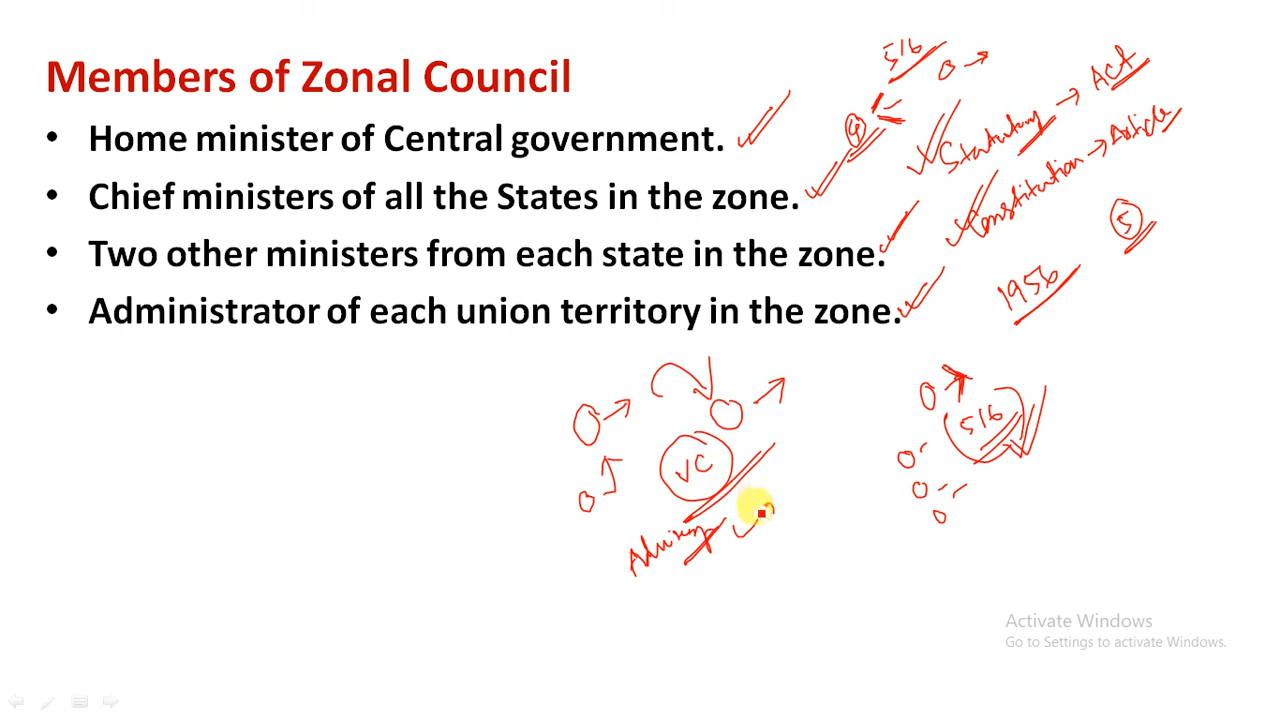 Members of Zonal Council
• Home minister of Central government.
• Chief ministers of all the States in the zone.
• Two other ministers from each state in the zone.
• Administrator of each union territory in the zone.
516
Statutory → Act
Constitution → Article
5
1956
VC
516
Activate Windows
Go to Settings to activate Windows.